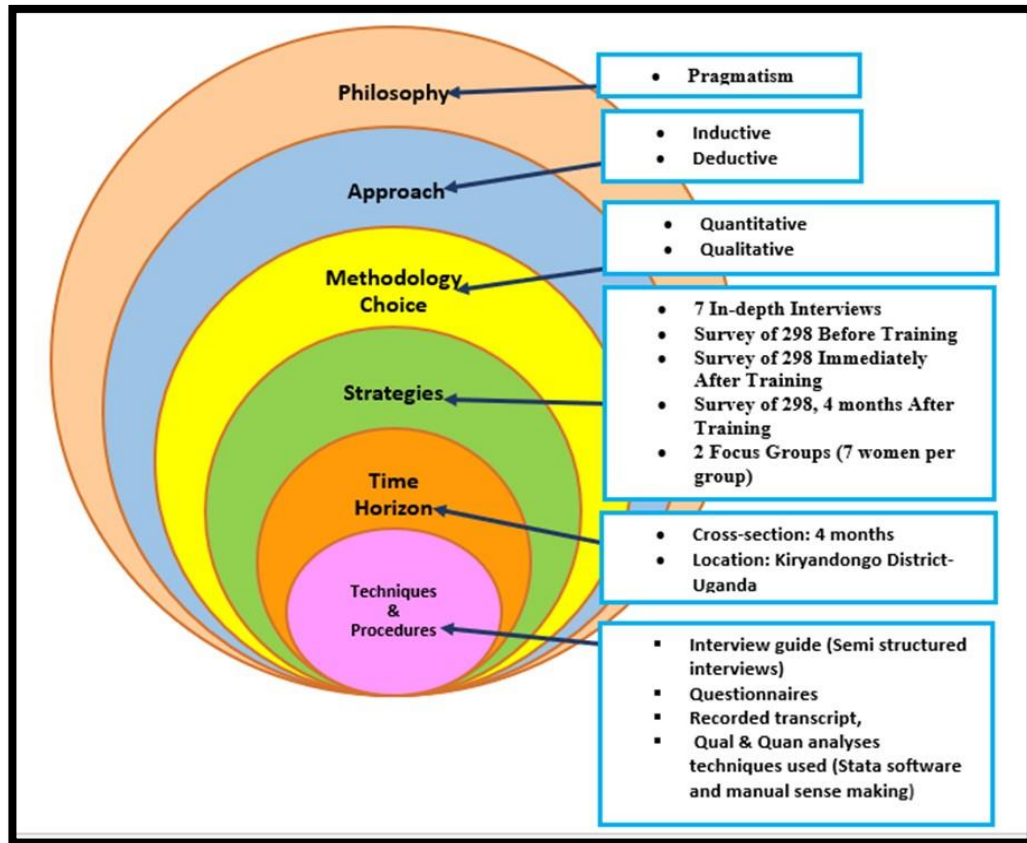 Philosophy
• Pragmatism
Approach
• Inductive
• Deductive
Methodology
Choice
• Quantitative
• Qualitative
Strategies
• 7 In-depth Interviews
• Survey of 298 Before Training
• Survey of 298 Immediately
After Training
• Survey of 298, 4 months After
Training
• 2 Focus Groups (7 women per
group)
Time
Horizon
• Cross-section: 4 months
• Location: Kiryandongo District-
Uganda
Techniques
&
Procedures
▪ Interview guide (Semi structured
interviews)
▪ Questionnaires
▪ Recorded transcript,
▪ Qual & Quan analyses
techniques used (Stata software
and manual sense making)